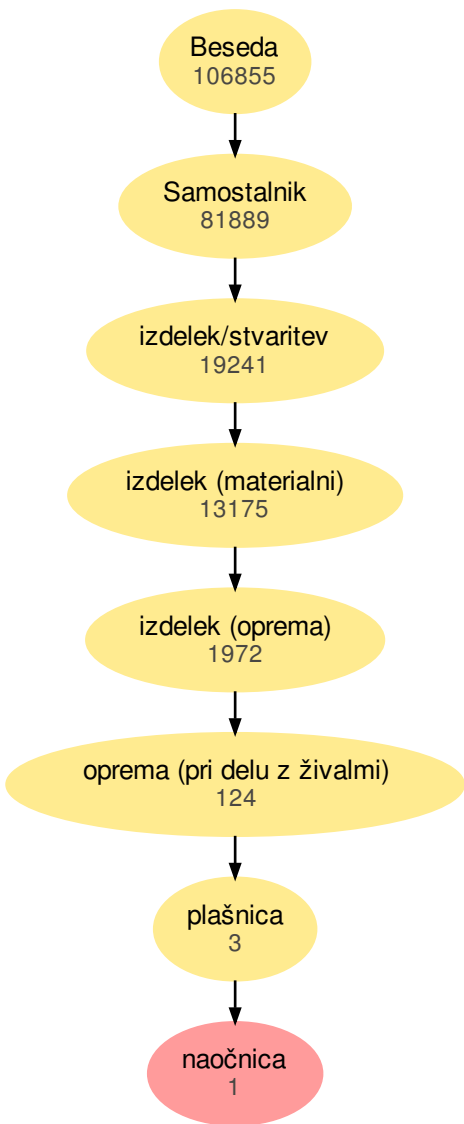 Beseda
106855
Samostalnik
81889
izdelek/stvaritev
19241
izdelek (materialni)
13175
izdelek (oprema)
1972
oprema (pri delu z živalmi)
124
plašnica
3
naočnica
1